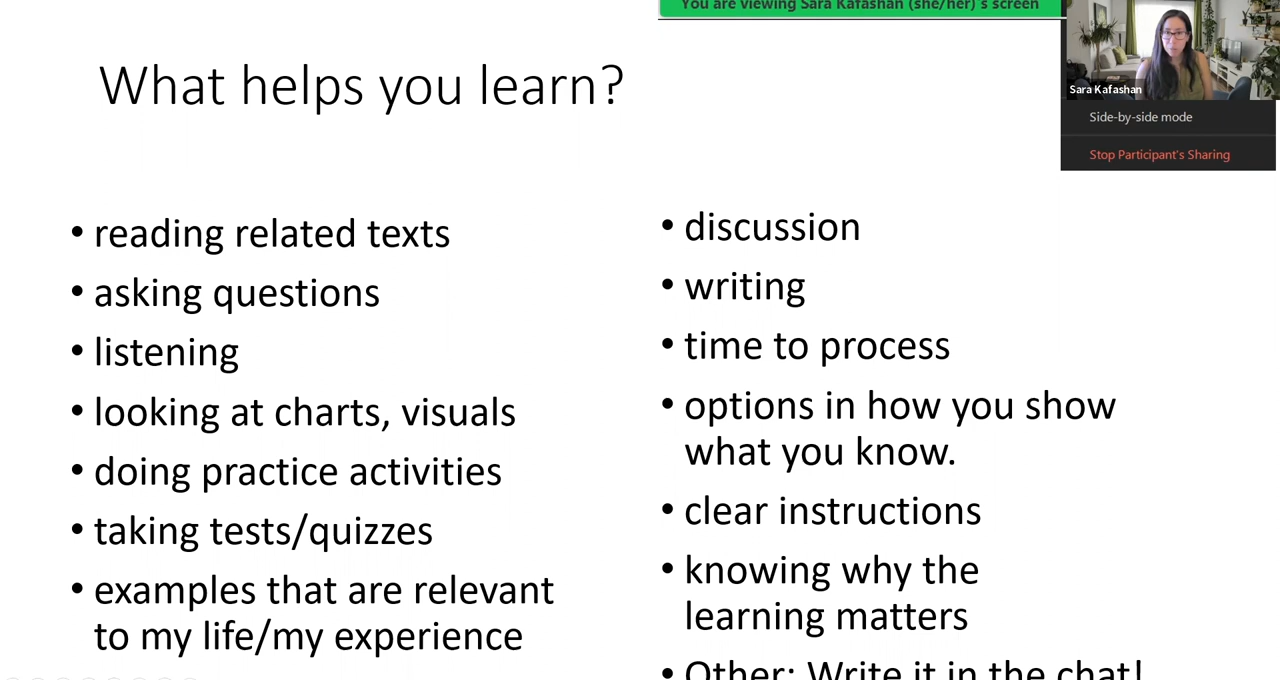 You are viewing Sara Kafashan (she/her)'s screen
Sara Kafashan
Side-by-side mode
Stop Participant's Sharing
What helps you learn?
• reading related texts
• asking questions
• listening
• looking at charts, visuals
• doing practice activities
• taking tests/quizzes
• examples that are relevant
to my life/my experience
• discussion
• writing
• time to process
• options in how you show
what you know.
• clear instructions
• knowing why the
learning matters
• Other: Write it in the chat!